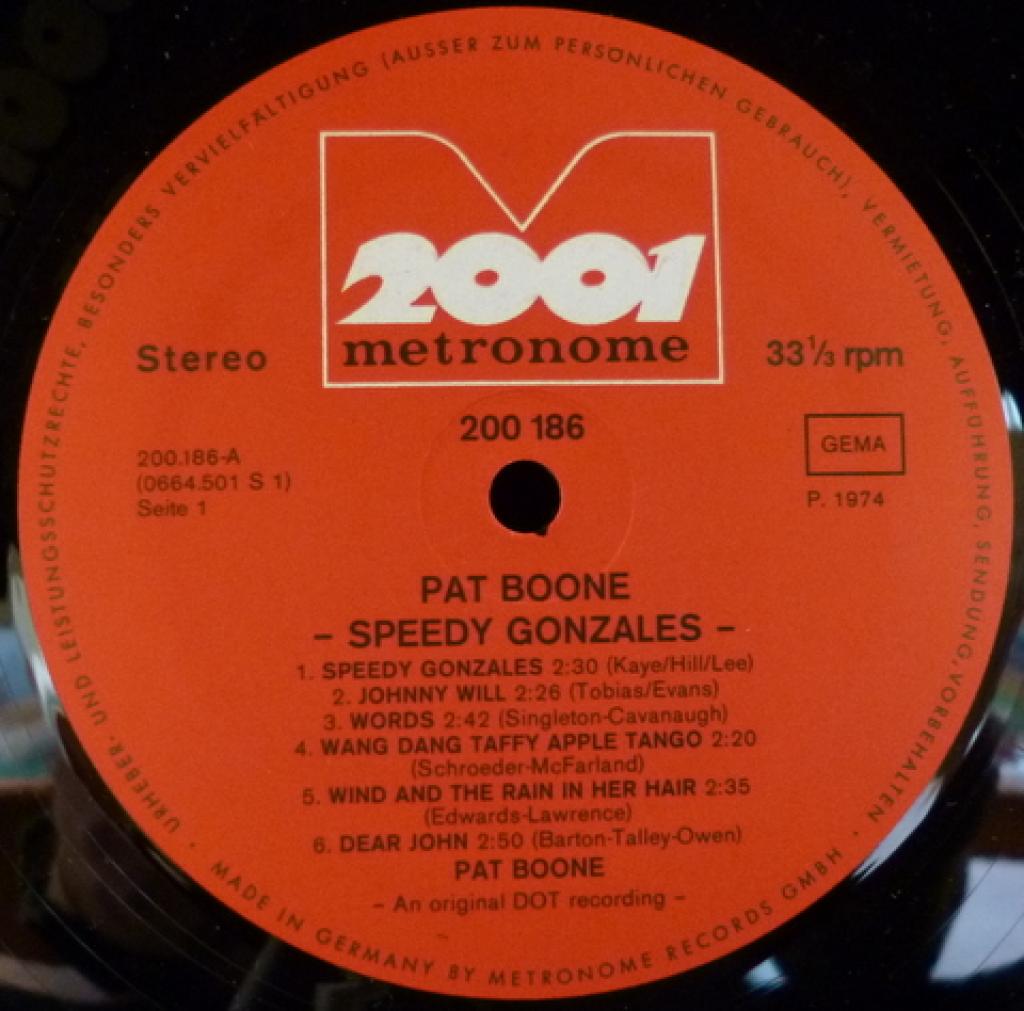 URHEBER- UND LEISTUNGSSCHUTZRECHTE, BESONDERS VERVIELFÄLTIGUNG (AUSSER ZUM PERSÖNLICHEN GEBRAUCH), VERMIETUNG, AUFFÜHRUNG, SENDUNG, VORBEHALTEN ·
2001
metronome
Stereo
33 1/3 rpm
200 186
GEMA
200.186-A
(0664.501 S 1)
Seite 1
P. 1974
PAT BOONE
– SPEEDY GONZALES –
1. SPEEDY GONZALES 2:30 (Kaye/Hill/Lee)
2. JOHNNY WILL 2:26 (Tobias/Evans)
3. WORDS 2:42 (Singleton-Cavanaugh)
4. WANG DANG TAFFY APPLE TANGO 2:20
(Schroeder-McFarland)
5. WIND AND THE RAIN IN HER HAIR 2:35
(Edwards-Lawrence)
6. DEAR JOHN 2:50 (Barton-Talley-Owen)
PAT BOONE
– An original DOT recording –
· MADE IN GERMANY BY METRONOME RECORDS GMBH